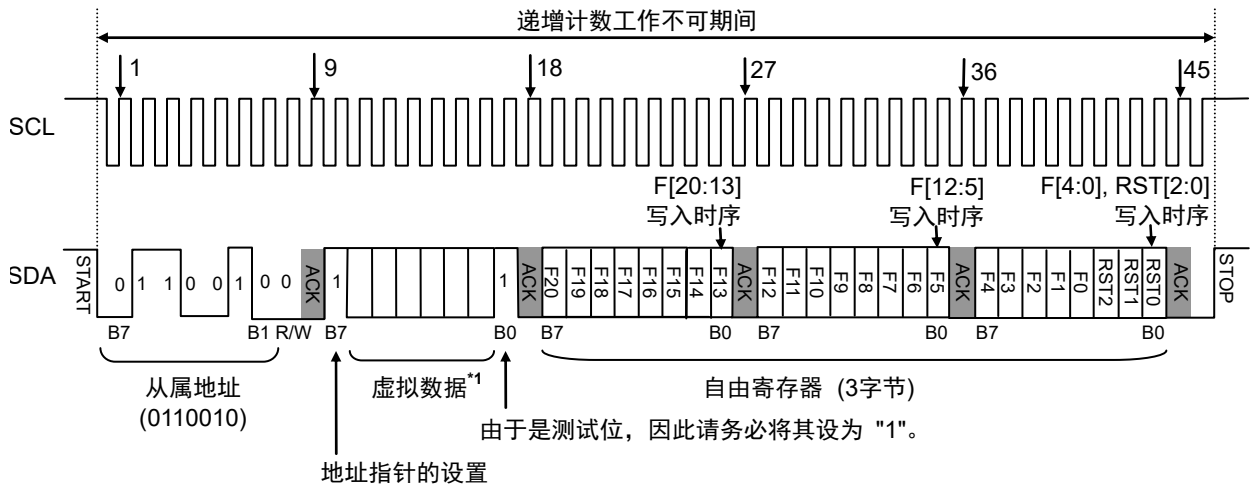 递增计数工作不可期间
1 9 18 27 36 45
SCL
F[20:13] F[12:5] F[4:0], RST[2:0]
写入时序 写入时序 写入时序
SDA START 0 1 1 0 0 1 0 0 ACK 1 1 ACK F20 F19 F18 F17 F16 F15 F14 F13 ACK F12 F11 F10 F9 F8 F7 F6 F5 ACK F4 F3 F2 F1 F0 RST2 RST1 RST0 ACK STOP
B7 B1 R/W B7 B0 B7 B0 B7 B0 B7 B0
从属地址 虚拟数据*1 自由寄存器 (3字节)
(0110010)
由于是测试位，因此请务必将其设为 "1"。
地址指针的设置